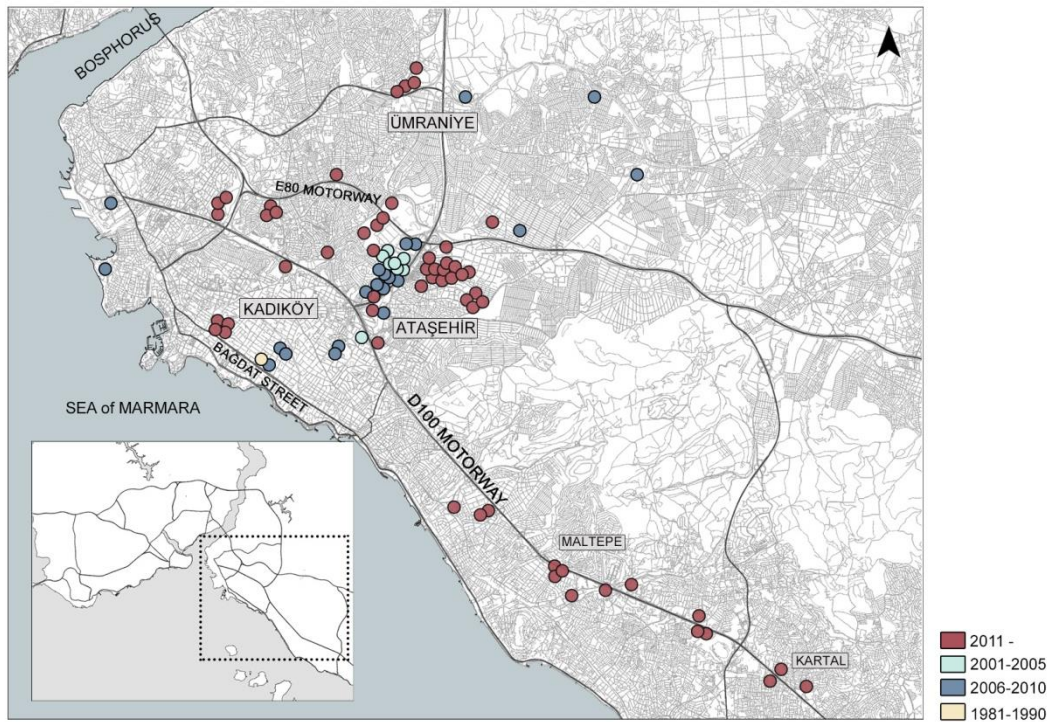 BOSPHORUS
ÜMRANİYE
E80 MOTORWAY
KADIKÖY
ATAŞEHİR
BAĞDAT STREET
SEA of MARMARA
D100 MOTORWAY
MALTEPE
KARTAL
2011 -
2001-2005
2006-2010
1981-1990